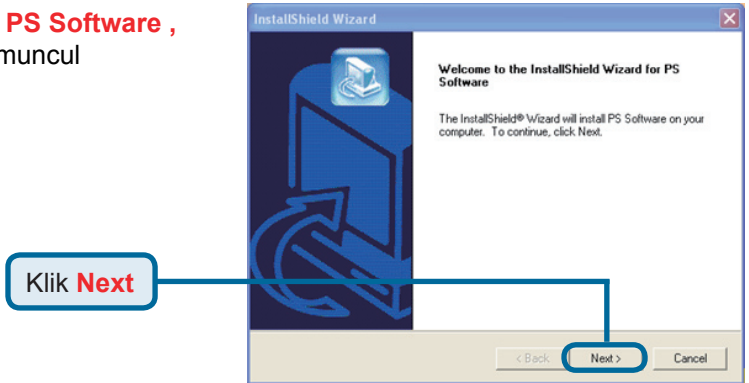 PS Software ,
muncul
InstallShield Wizard
Welcome to the InstallShield Wizard for PS
Software
The InstallShield® Wizard will install PS Software on your
computer. To continue, click Next.
Klik Next
< Back
Next >
Cancel